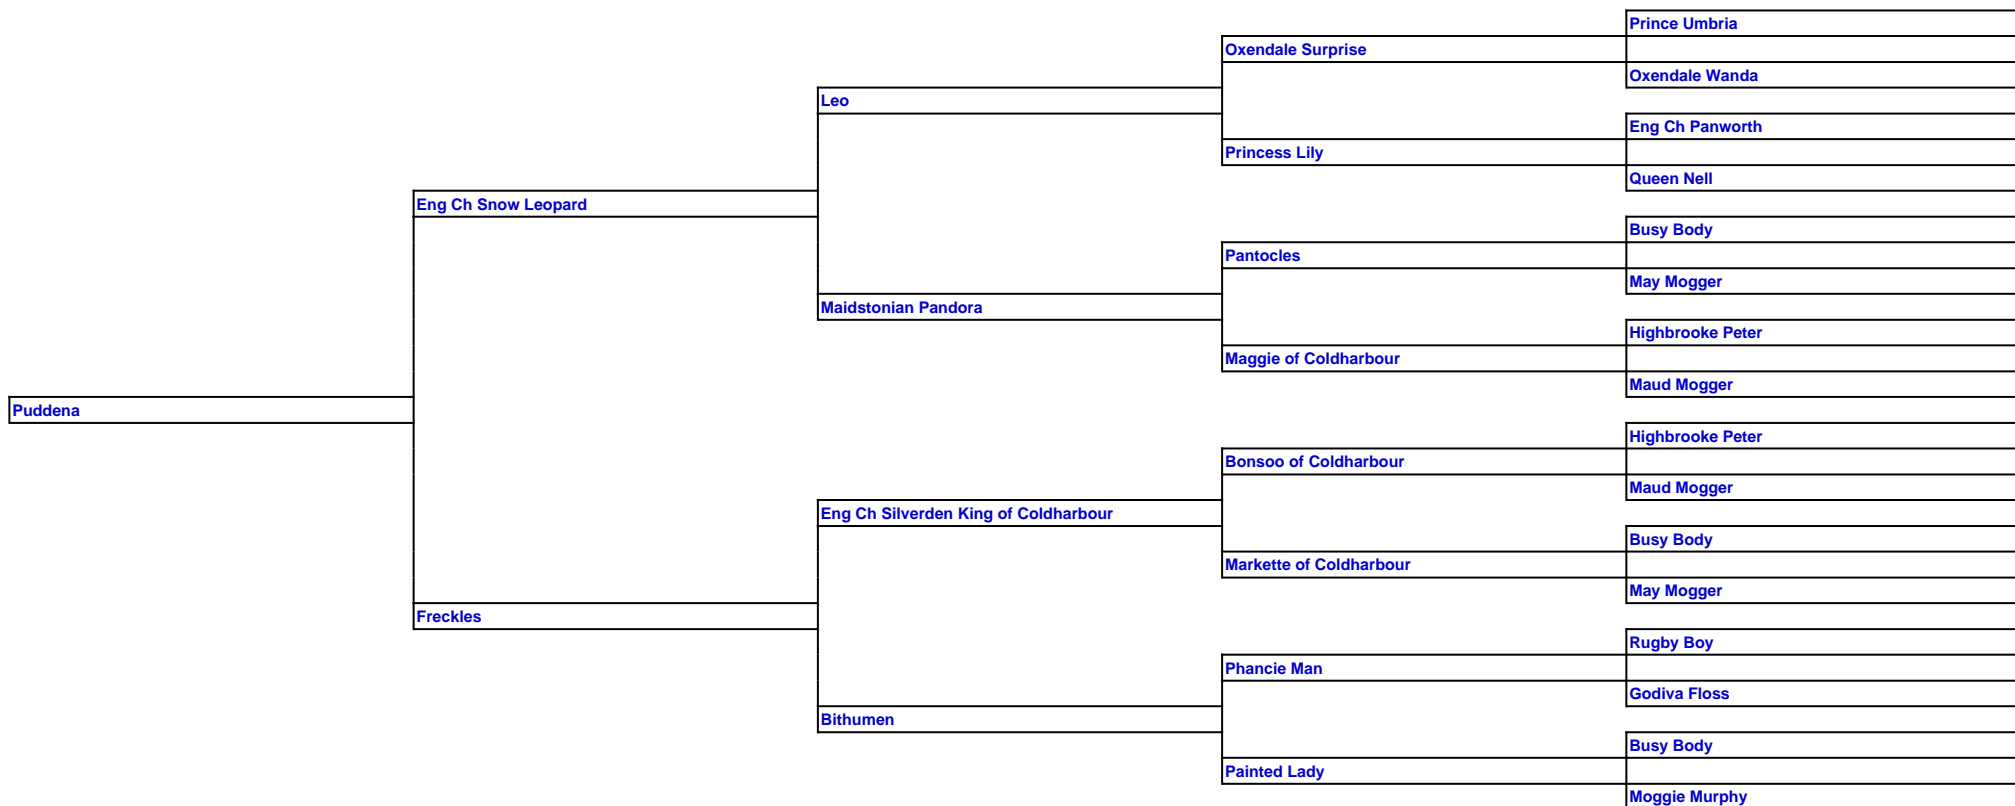 Prince Umbria
Oxendale Surprise
Oxendale Wanda
Leo
Eng Ch Panworth
Princess Lily
Queen Nell
Eng Ch Snow Leopard
Busy Body
Pantocles
May Mogger
Maidstonian Pandora
Highbrooke Peter
Maggie of Coldharbour
Maud Mogger
Puddena
Highbrooke Peter
Bonsoo of Coldharbour
Maud Mogger
Eng Ch Silverden King of Coldharbour
Busy Body
Markette of Coldharbour
May Mogger
Freckles
Rugby Boy
Phancie Man
Godiva Floss
Bithumen
Busy Body
Painted Lady
Moggie Murphy